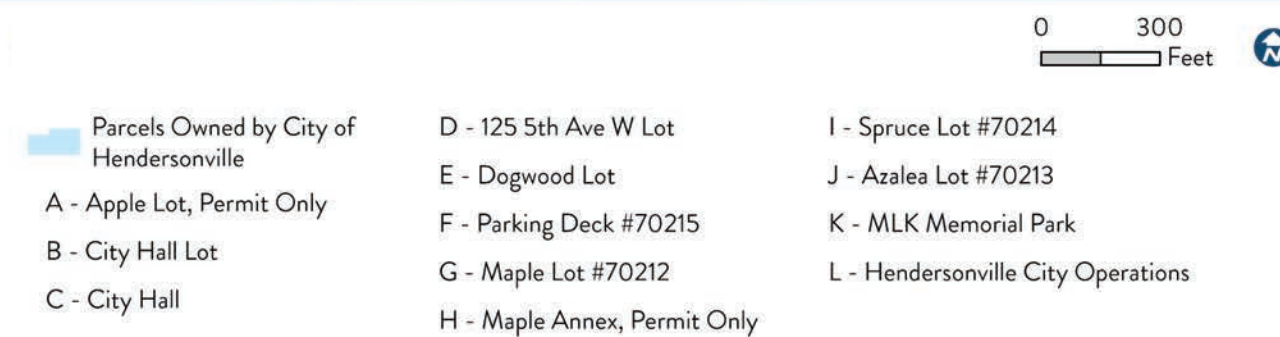 0 300
Feet
N
Parcels Owned by City of
Hendersonville
A - Apple Lot, Permit Only
B - City Hall Lot
C - City Hall
D - 125 5th Ave W Lot
E - Dogwood Lot
F - Parking Deck #70215
G - Maple Lot #70212
H - Maple Annex, Permit Only
I - Spruce Lot #70214
J - Azalea Lot #70213
K - MLK Memorial Park
L - Hendersonville City Operations